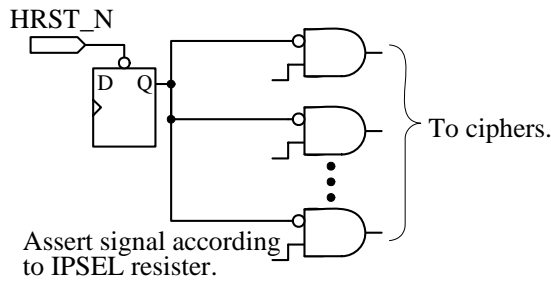 HRST_N
D Q
To ciphers.
Assert signal according
to IPSEL resister.